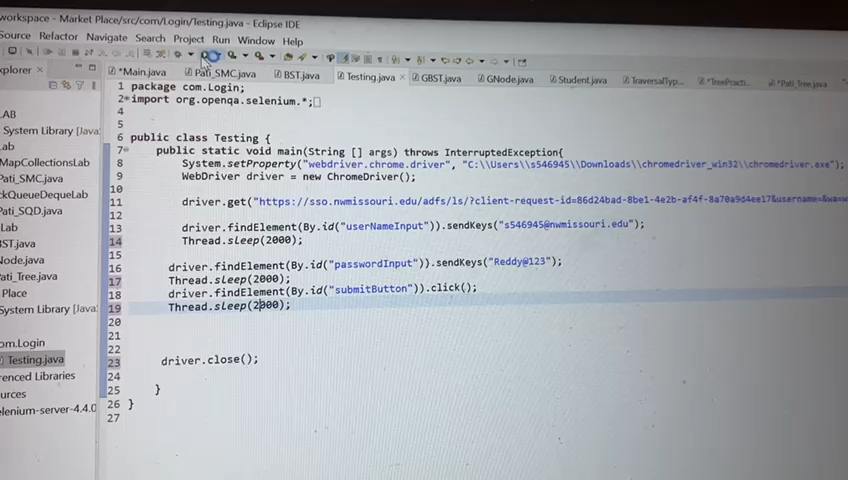 workspace - Market Place/src/com/Login/Testing.java - Eclipse IDE
Source Refactor Navigate Search Project Run Window Help
xplorer
*Main.java Pati_SMC.java BST.java Testing.java GBST.java GNode.java Student.java TraversalTyp... *TreePracti... *Pati_Tree.java
LAB
System Library [Java
ab
MapCollectionsLab
Pati_SMC.java
ckQueueDequeLab
Pati_SQD.java
Lab
BST.java
Node.java
ati_Tree.java
Place
System Library [Java
om.Login
Testing.java
renced Libraries
urces
elenium-server-4.4.0
1 package com.Login;
2 import org.openqa.selenium.*;
4
5
6 public class Testing {
7 public static void main(String [] args) throws InterruptedException{
8 System.setProperty("webdriver.chrome.driver", "C:\\Users\\s546945\\Downloads\\chromedriver_win32\\chromedriver.exe");
9 WebDriver driver = new ChromeDriver();
10
11 driver.get("https://sso.nwmissouri.edu/adfs/ls/?client-request-id=86d24bad-8be1-4e2b-af4f-8a70a9d4ee17&username=&wa=w
12
13 driver.findElement(By.id("userNameInput")).sendKeys("s546945@nwmissouri.edu");
14 Thread.sleep(2000);
15
16 driver.findElement(By.id("passwordInput")).sendKeys("Reddy@123");
17 Thread.sleep(2000);
18 driver.findElement(By.id("submitButton")).click();
19 Thread.sleep(2000);
20
21
22
23 driver.close();
24
25 }
26 }
27